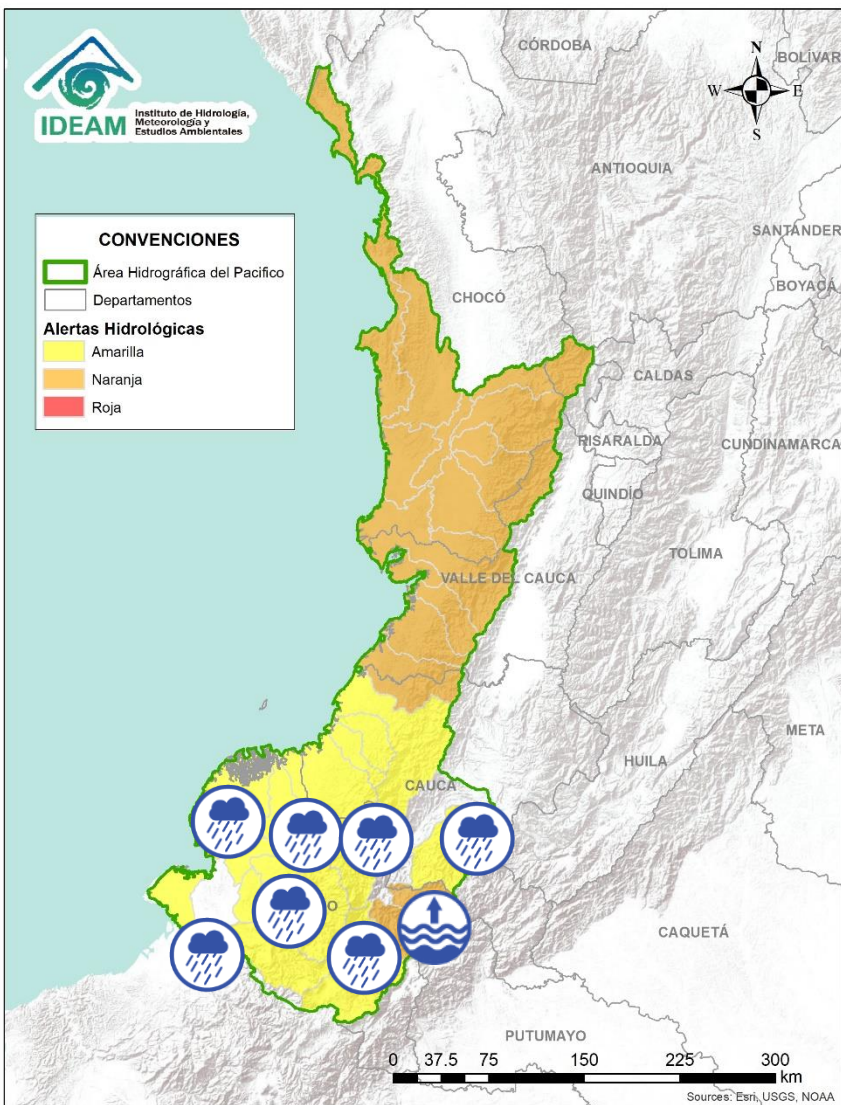 IDEAM
Instituto de Hidrología,
Meteorología y
Estudios Ambientales
N
W
E
S
CÓRDOBA
BOLÍVAR
ANTIOQUIA
SANTANDER
BOYACÁ
CHOCÓ
CALDAS
RISARALDA
CUNDINAMARCA
QUINDÍO
TOLIMA
VALLE DEL CAUCA
META
HUILA
CAUCA
CAQUETÁ
PUTUMAYO
CONVENCIONES
Área Hidrográfica del Pacifico
Departamentos
Alertas Hidrológicas
Amarilla
Naranja
Roja
0 37.5 75 150 225 300
km
Sources: Esri, USGS, NOAA